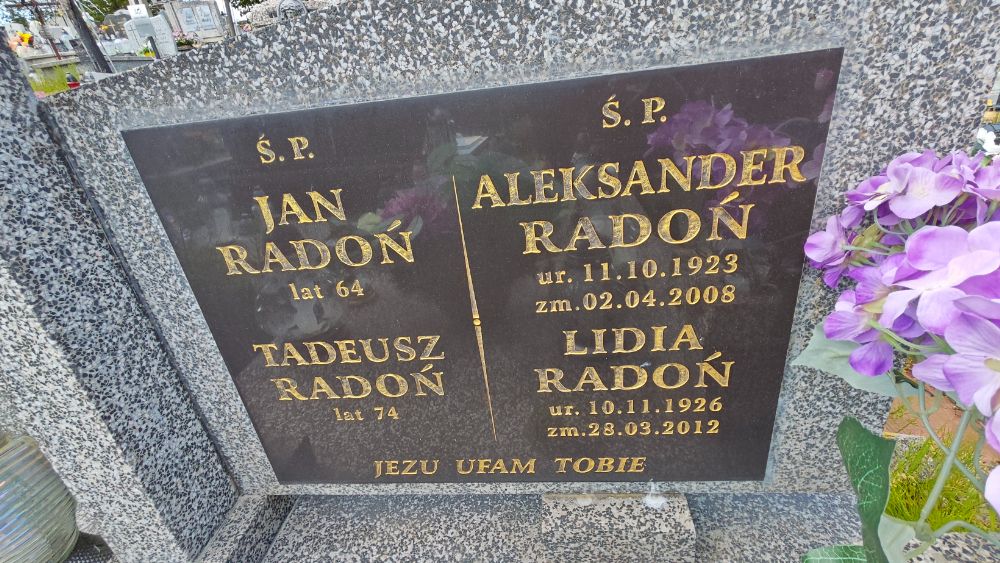 Ś. P.
JAN
RADOŃ
lat 64
TADEUSZ
RADOŃ
lat 74
Ś. P.
ALEKSANDER
RADOŃ
ur. 11.10.1923
zm. 02.04.2008
LIDIA
RADOŃ
ur. 10.11.1926
zm. 28.03.2012
JEZU UFAM TOBIE